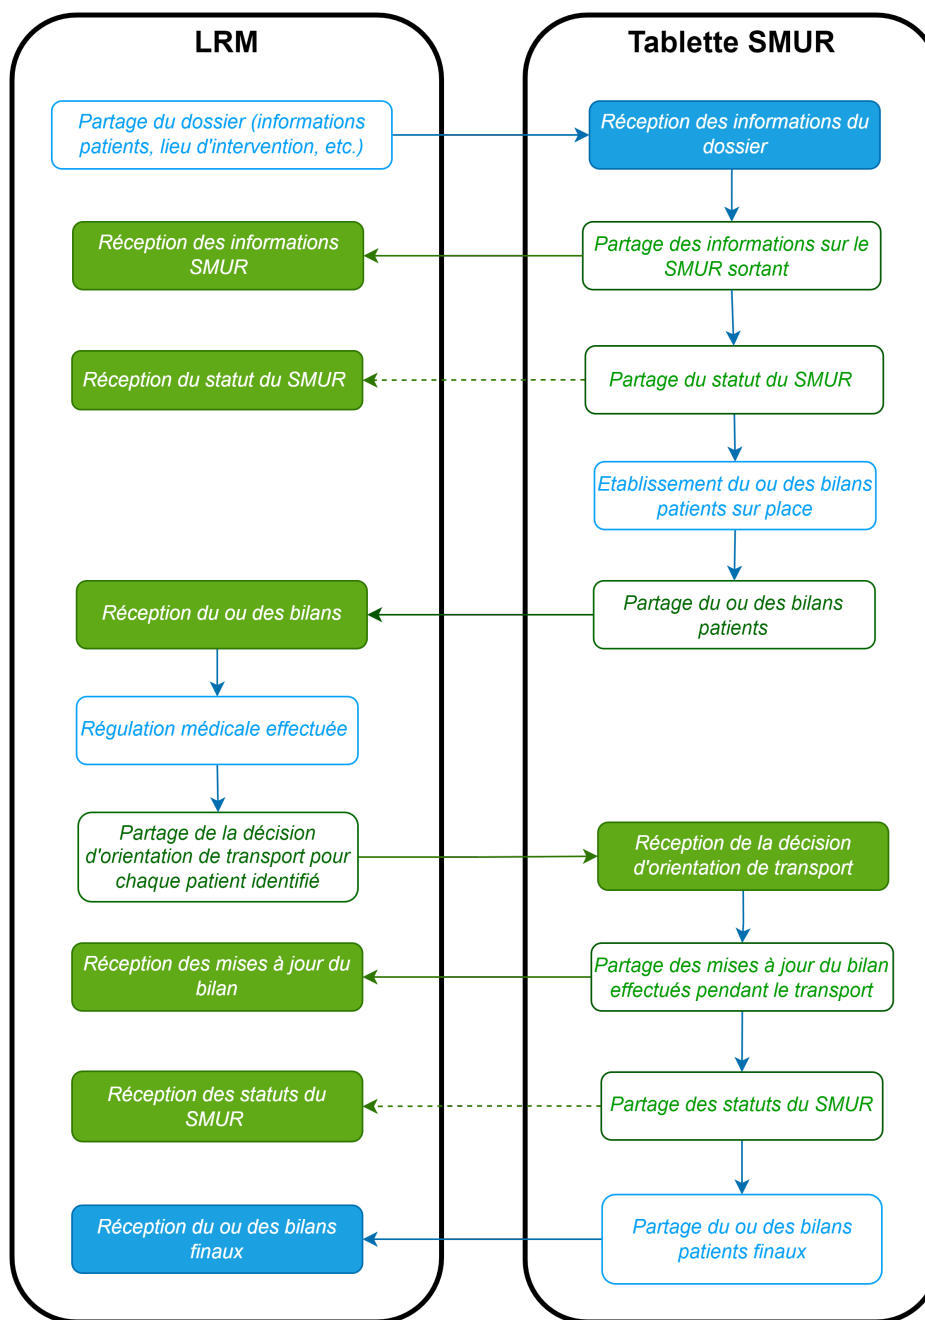 LRM
Tablette SMUR
Partage du dossier (informations
patients, lieu d'intervention, etc.)
Réception des informations du
dossier
Réception des informations
SMUR
Partage des informations sur le
SMUR sortant
Réception du statut du SMUR
Partage du statut du SMUR
Etablissement du ou des bilans
patients sur place
Réception du ou des bilans
Partage du ou des bilans
patients
Régulation médicale effectuée
Partage de la décision
d'orientation de transport pour
chaque patient identifié
Réception de la décision
d'orientation de transport
Réception des mises à jour du
bilan
Partage des mises à jour du bilan
effectués pendant le transport
Réception des statuts du
SMUR
Partage des statuts du SMUR
Réception du ou des bilans
finaux
Partage du ou des bilans
patients finaux